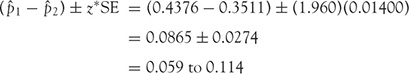 (p̂₁ − p̂₂) ± z*SE = (0.4376 − 0.3511) ± (1.960)(0.01400)
= 0.0865 ± 0.0274
= 0.059 to 0.114